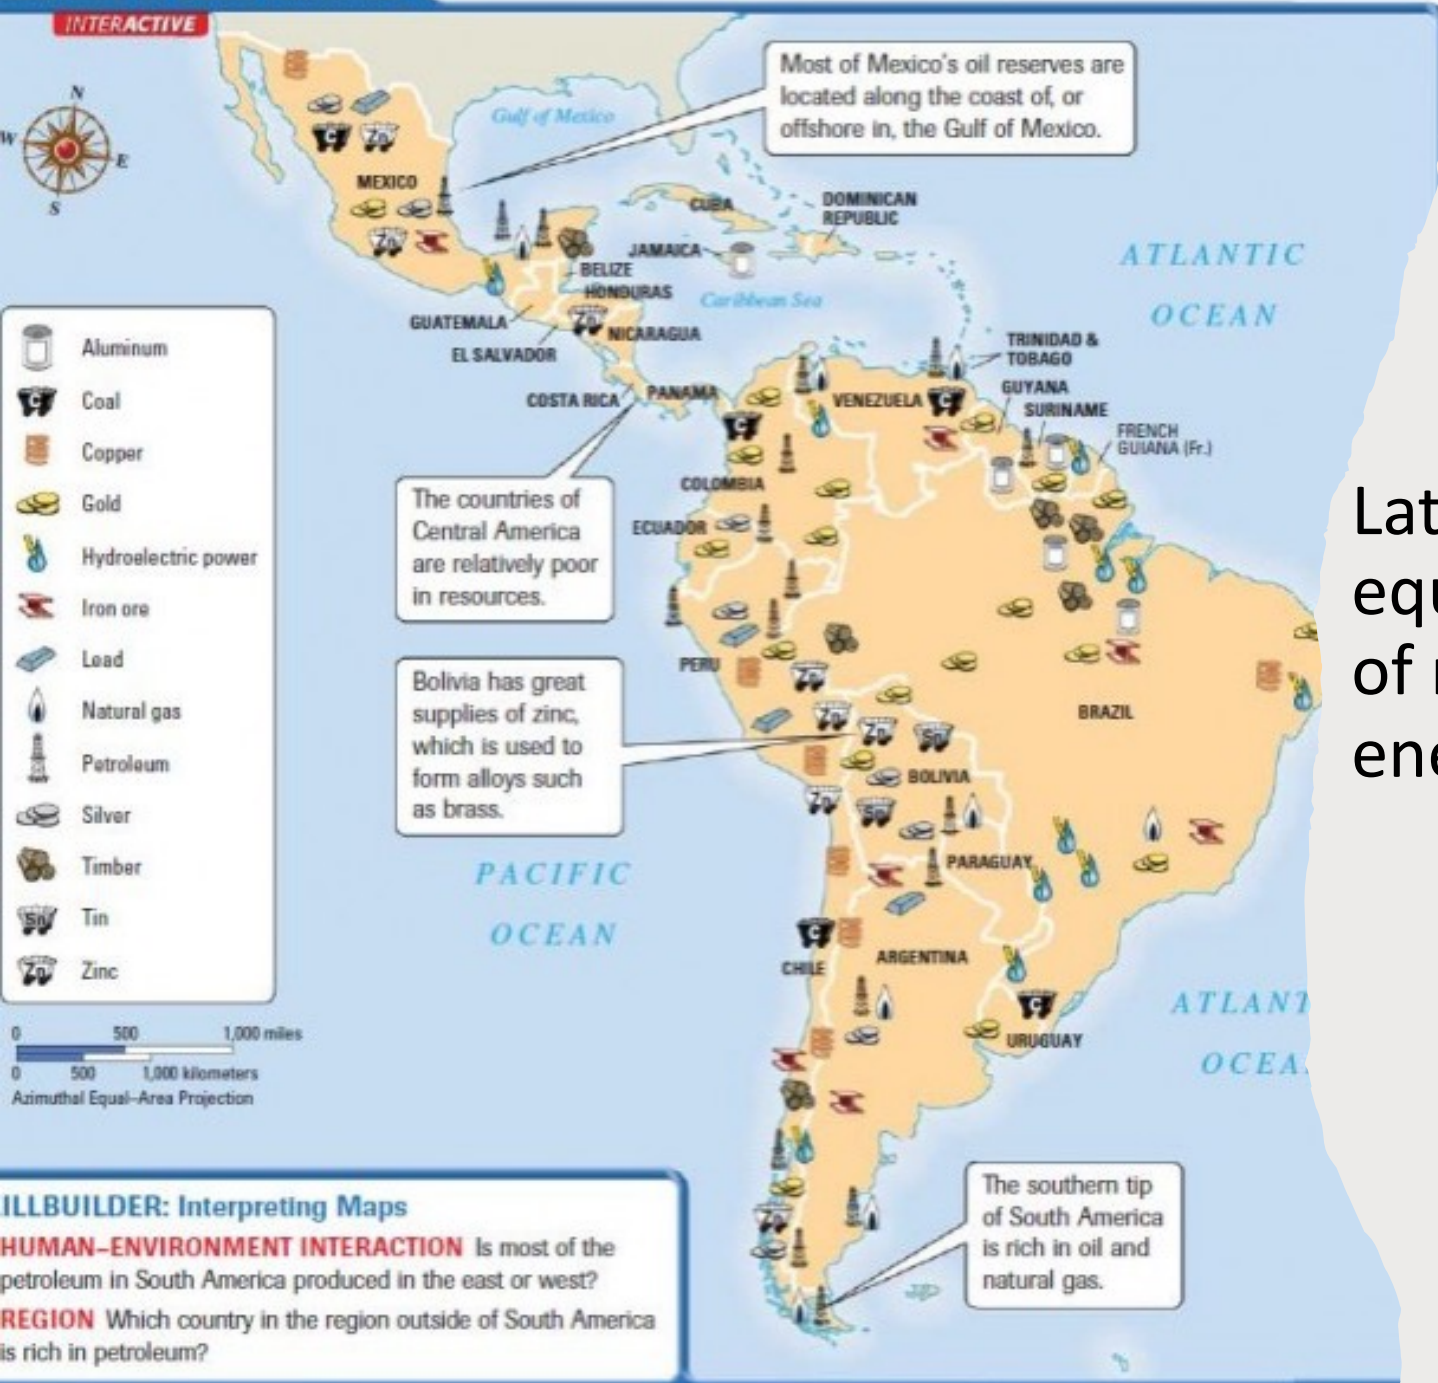 INTERACTIVE
N
W
E
S
Gulf of Mexico
Most of Mexico's oil reserves are
located along the coast of, or
offshore in, the Gulf of Mexico.
MEXICO
CUBA
DOMINICAN
REPUBLIC
JAMAICA
BELIZE
HONDURAS
Caribbean Sea
GUATEMALA
NICARAGUA
EL SALVADOR
COSTA RICA
PANAMA
ATLANTIC
OCEAN
TRINIDAD &
TOBAGO
VENEZUELA
GUYANA
SURINAME
FRENCH
GUIANA (Fr.)
COLOMBIA
ECUADOR
PERU
BRAZIL
BOLIVIA
PARAGUAY
CHILE
ARGENTINA
URUGUAY
Aluminum
C Coal
Copper
Gold
Hydroelectric power
Iron ore
Lead
Natural gas
Petroleum
Silver
Timber
Sn Tin
Zn Zinc
The countries of
Central America
are relatively poor
in resources.
Bolivia has great
supplies of zinc,
which is used to
form alloys such
as brass.
PACIFIC
OCEAN
ATLANT
OCEA
0 500 1,000 miles
0 500 1,000 kilometers
Azimuthal Equal–Area Projection
The southern tip
of South America
is rich in oil and
natural gas.
ILLBUILDER: Interpreting Maps
HUMAN–ENVIRONMENT INTERACTION Is most of the
petroleum in South America produced in the east or west?
REGION Which country in the region outside of South America
is rich in petroleum?
Lat
equ
of
ene